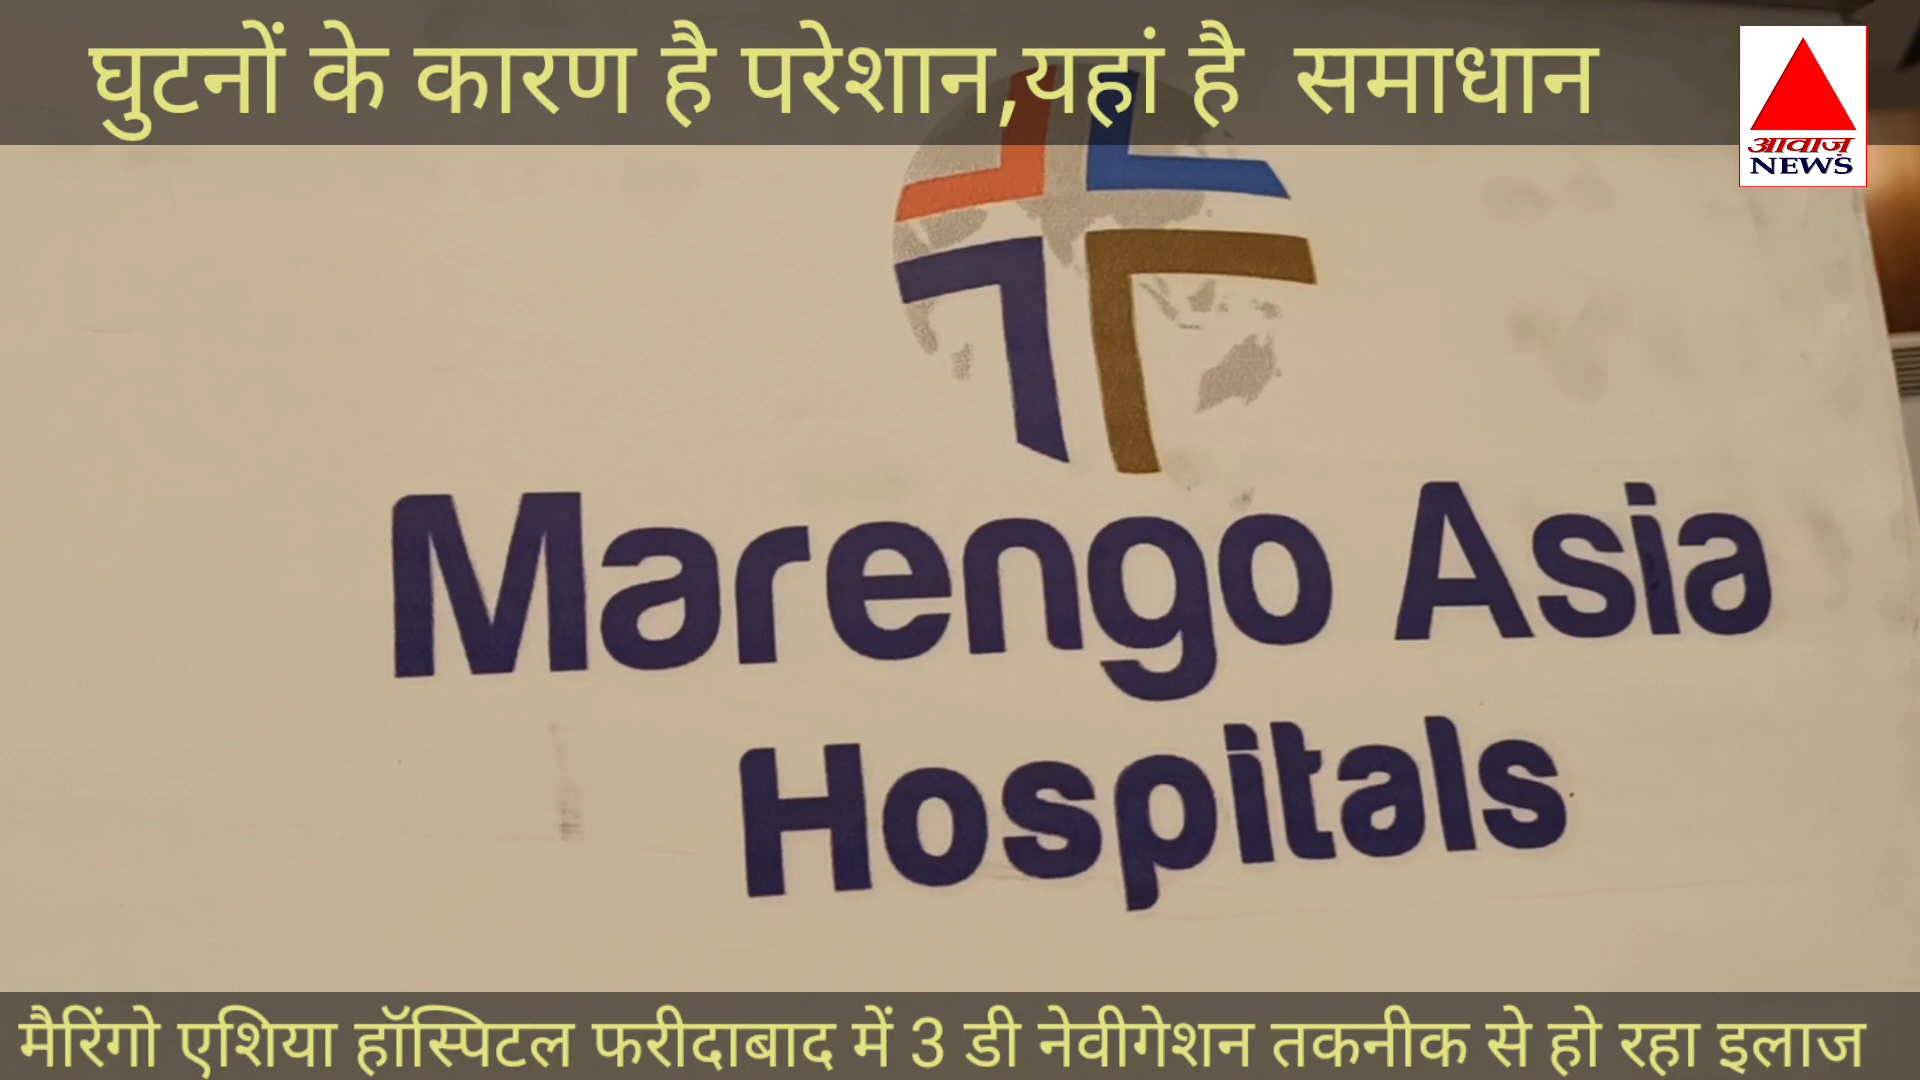 घुटनों के कारण है परेशान,यहां है समाधान
आवाज़
NEWS
Marengo Asia
Hospitals
मैरिंगो एशिया हॉस्पिटल फरीदाबाद में 3 डी नेवीगेशन तकनीक से हो रहा इलाज